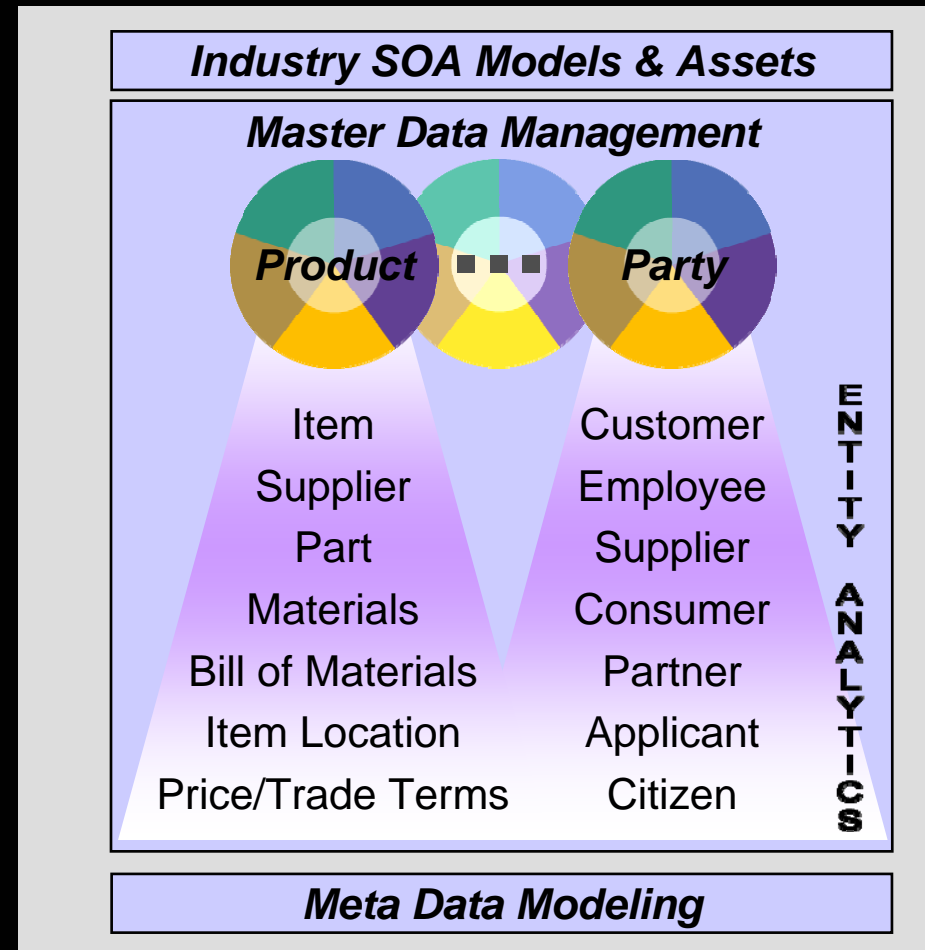 Industry SOA Models & Assets
Master Data Management
Product
Party
Item
Supplier
Part
Materials
Bill of Materials
Item Location
Price/Trade Terms
Customer
Employee
Supplier
Consumer
Partner
Applicant
Citizen
ENTITY ANALYTICS
Meta Data Modeling